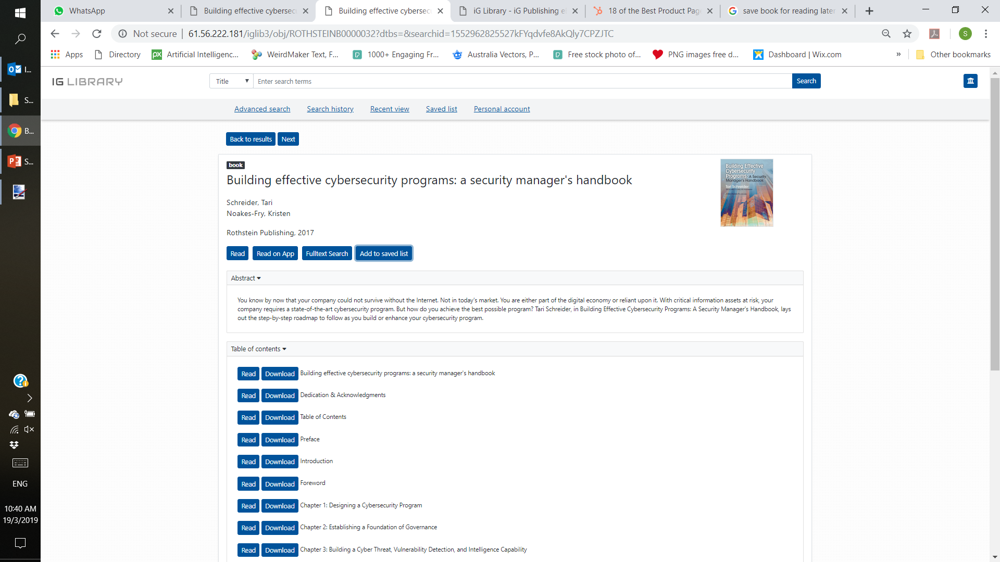 WhatsApp
Building effective cybersec
Building effective cybersec
iG Library - iG Publishing e
18 of the Best Product Pag
save book for reading later
Not secure | 61.56.222.181/iglib3/obj/ROTHSTEINB0000032?dtbs=&searchid=1552962825527kFYqdvfe8AkQly7CPZJTC
S
Apps
Directory
Artificial Intelligenc...
WeirdMaker Text, F...
1000+ Engaging Fr...
Australia Vectors, P...
Free stock photo of...
PNG images free d...
Dashboard | Wix.com
»
Other bookmarks
I...
S...
B...
S...
IG LIBRARY
Title
Enter search terms
Search
Advanced search
Search history
Recent view
Saved list
Personal account
Back to results
Next
book
Building effective cybersecurity programs: a security manager's handbook
Schreider, Tari
Noakes-Fry, Kristen
Rothstein Publishing, 2017
Building Effective
Cybersecurity
Programs: A Security
Manager's Handbook
Tari Schreider
Read
Read on App
Fulltext Search
Add to saved list
Abstract
You know by now that your company could not survive without the Internet. Not in today's market. You are either part of the digital economy or reliant upon it. With critical information assets at risk, your
company requires a state-of-the-art cybersecurity program. But how do you achieve the best possible program? Tari Schreider, in Building Effective Cybersecurity Programs: A Security Manager's Handbook, lays
out the step-by-step roadmap to follow as you build or enhance your cybersecurity program.
Table of contents
Read Download Building effective cybersecurity programs: a security manager's handbook
Read Download Dedication & Acknowledgments
Read Download Table of Contents
Read Download Preface
Read Download Introduction
Read Download Foreword
Read Download Chapter 1: Designing a Cybersecurity Program
Read Download Chapter 2: Establishing a Foundation of Governance
Read Download Chapter 3: Building a Cyber Threat, Vulnerability Detection, and Intelligence Capability
ENG
10:40 AM
19/3/2019